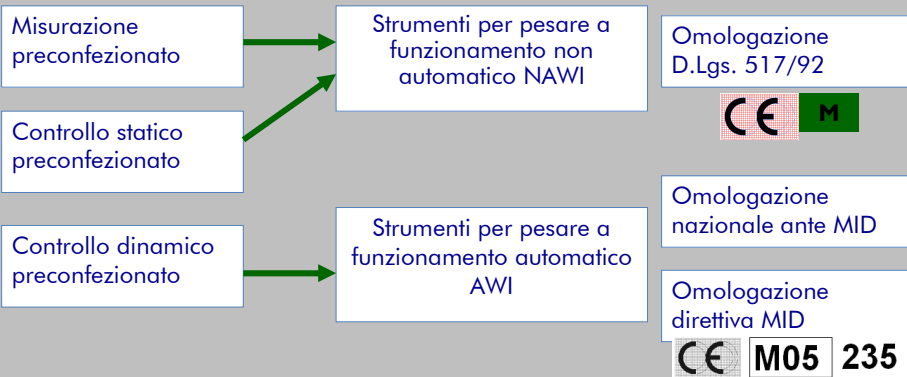 Misurazione
preconfezionato
Strumenti per pesare a
funzionamento non
automatico NAWI
Omologazione
D.Lgs. 517/92
CE M
Controllo statico
preconfezionato
Controllo dinamico
preconfezionato
Strumenti per pesare a
funzionamento automatico
AWI
Omologazione
nazionale ante MID
Omologazione
direttiva MID
CE M05 235